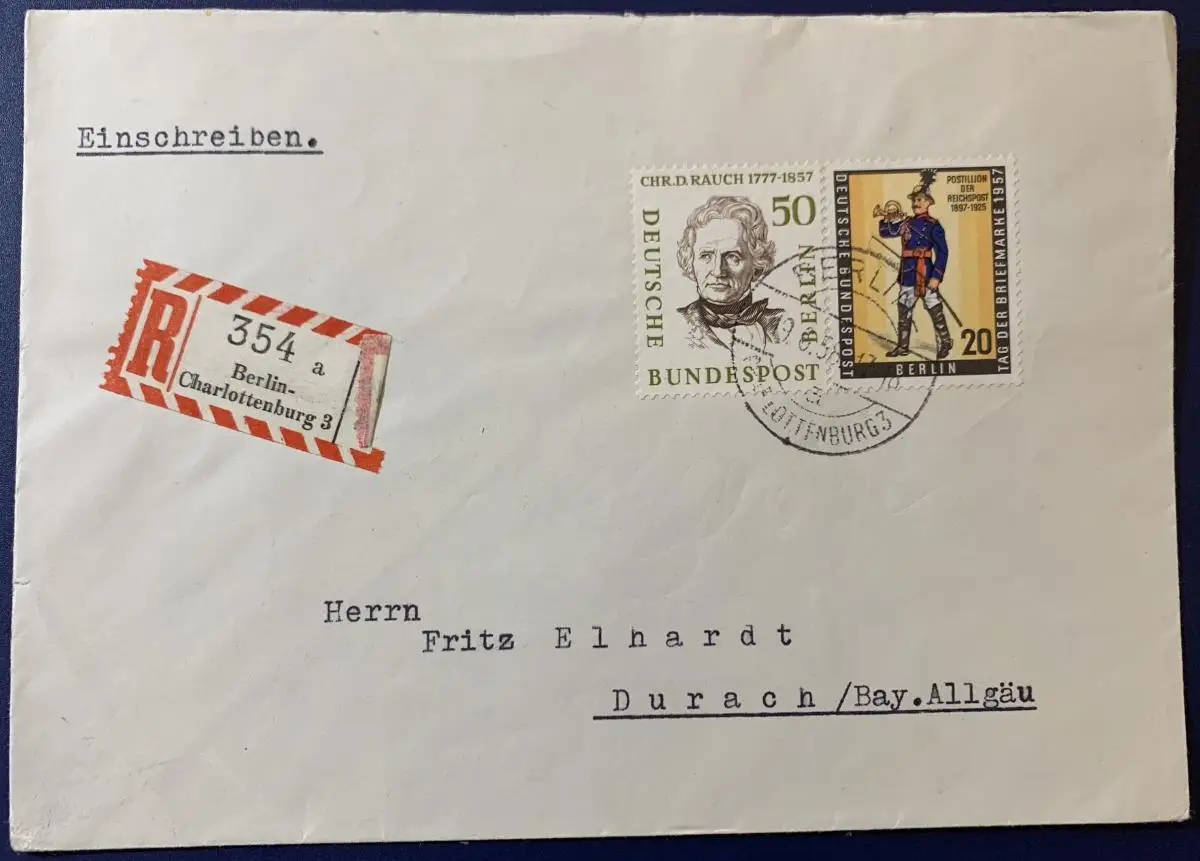 Einschreiben.
CHR.D.RAUCH 1777-1857
50
DEUTSCHE
BERLIN
BUNDESPOST
POSTILLION
DER
REICHSPOST
1897-1925
DEUTSCHE BUNDESPOST
TAG DER BRIEFMARKE 1957
20
BERLIN
BERLIN
LOTTENBURG3
R
354 a
Berlin-
Charlottenburg 3
Herrn
Fritz Elhardt
Durach/Bay.Allgäu